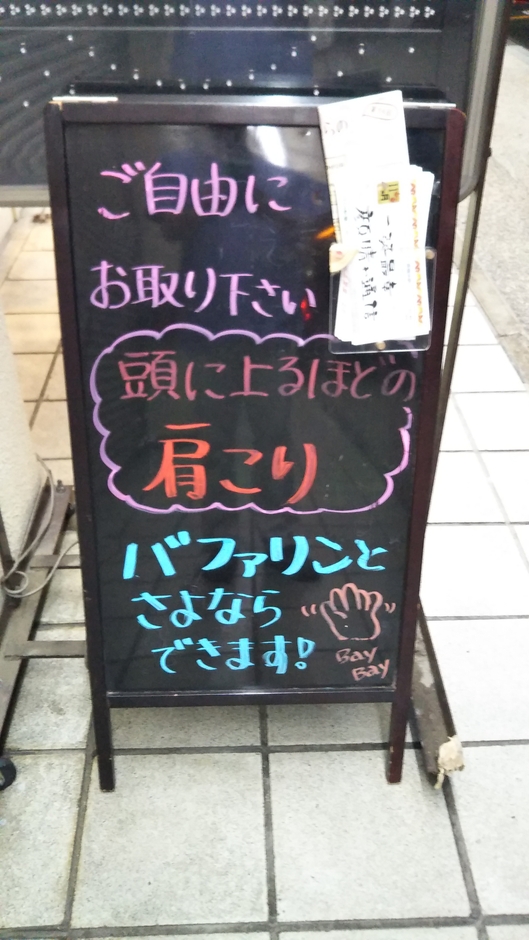 ご自由に
お取り下さい
頭に上るほどの
肩こり
バファリンと
さよなら
できます!
Bay
Bay